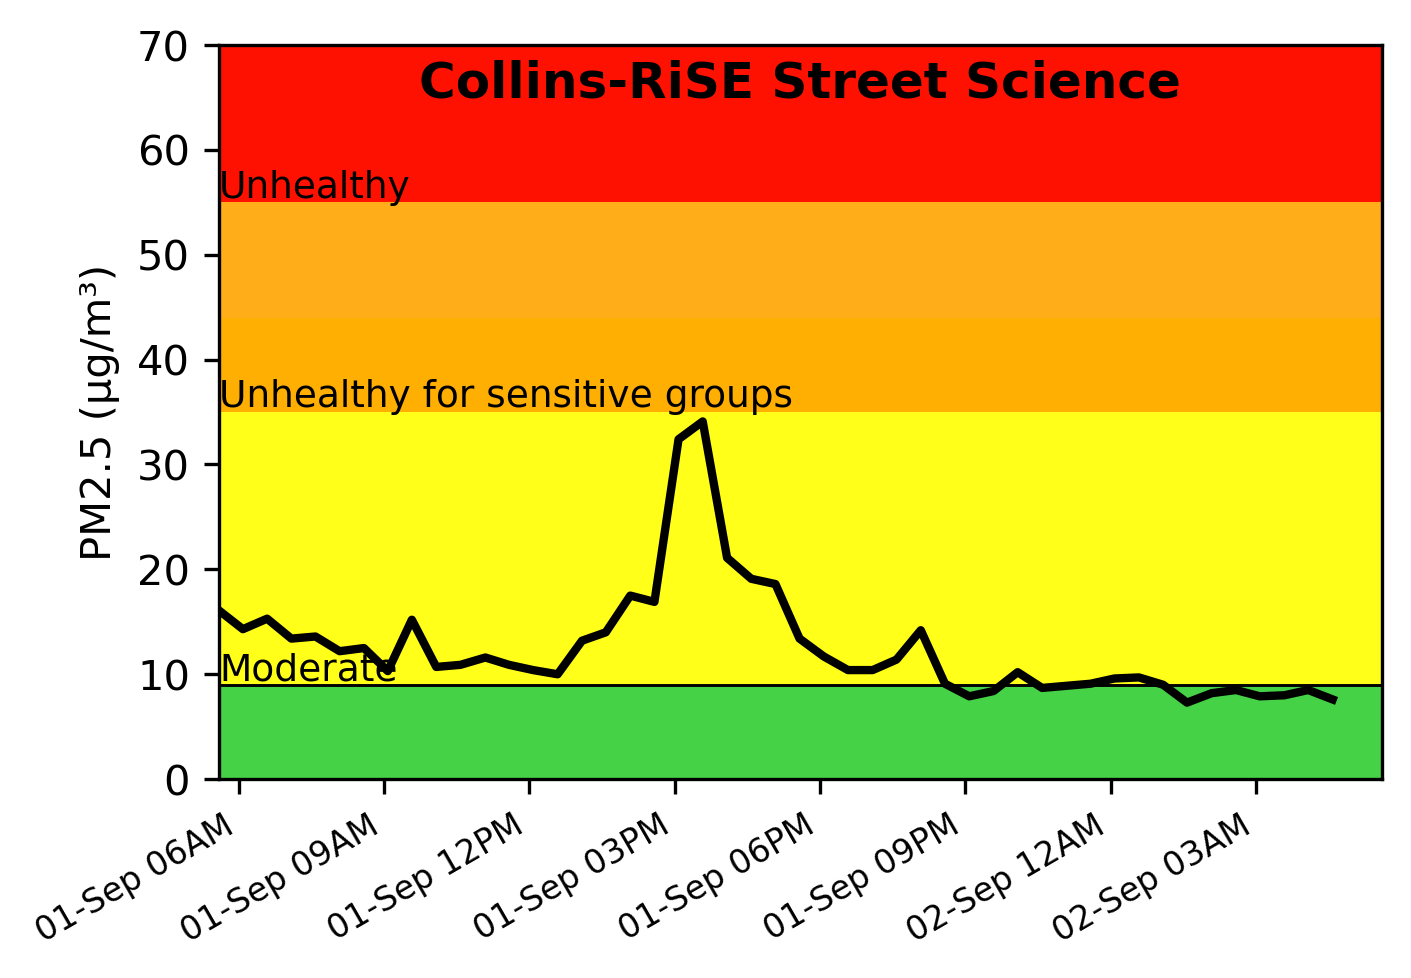 Collins-RiSE Street Science
70
60
50
40
30
20
10
0
PM2.5 (µg/m³)
Unhealthy
Unhealthy for sensitive groups
Moderate
01-Sep 06AM
01-Sep 09AM
01-Sep 12PM
01-Sep 03PM
01-Sep 06PM
01-Sep 09PM
02-Sep 12AM
02-Sep 03AM